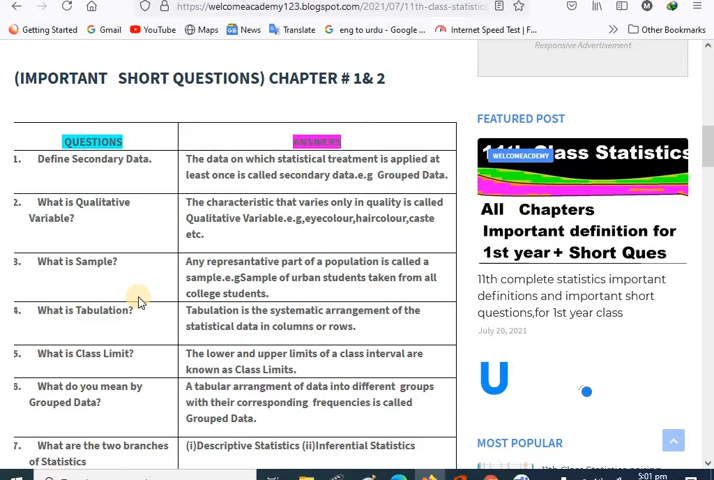 https://welcomeacademy123.blogspot.com/2021/07/11th-class-statistic
Getting Started
Gmail
YouTube
Maps
News
Translate
eng to urdu - Google ...
Internet Speed Test | F...
Other Bookmarks
Responsive Advertisement
(IMPORTANT SHORT QUESTIONS) CHAPTER # 1& 2
QUESTIONS
KNSWERS
1. Define Secondary Data.
The data on which statistical treatment is applied at
least once is called secondary data.e.g Grouped Data.
2. What is Qualitative
Variable?
The characteristic that varies only in quality is called
Qualitative Variable.e.g,eyecolour,haircolour,caste
etc.
3. What is Sample?
Any represantative part of a population is called a
sample.e.gSample of urban students taken from all
college students.
4. What is Tabulation?
Tabulation is the systematic arrangement of the
statistical data in columns or rows.
5. What is Class Limit?
The lower and upper limits of a class interval are
known as Class Limits.
6. What do you mean by
Grouped Data?
A tabular arrangment of data into different groups
with their corresponding frequencies is called
Grouped Data.
7. What are the two branches
of Statistics
(i)Descriptive Statistics (ii)Inferential Statistics
FEATURED POST
11th Class Statistics
WELCOMEACDEMY
All Chapters
Important definition for
1st year + Short Ques
11th complete statistics important
definitions and important short
questions,for 1st year class
July 20, 2021
U
MOST POPULAR
11th Class Statistics
5:01 pm